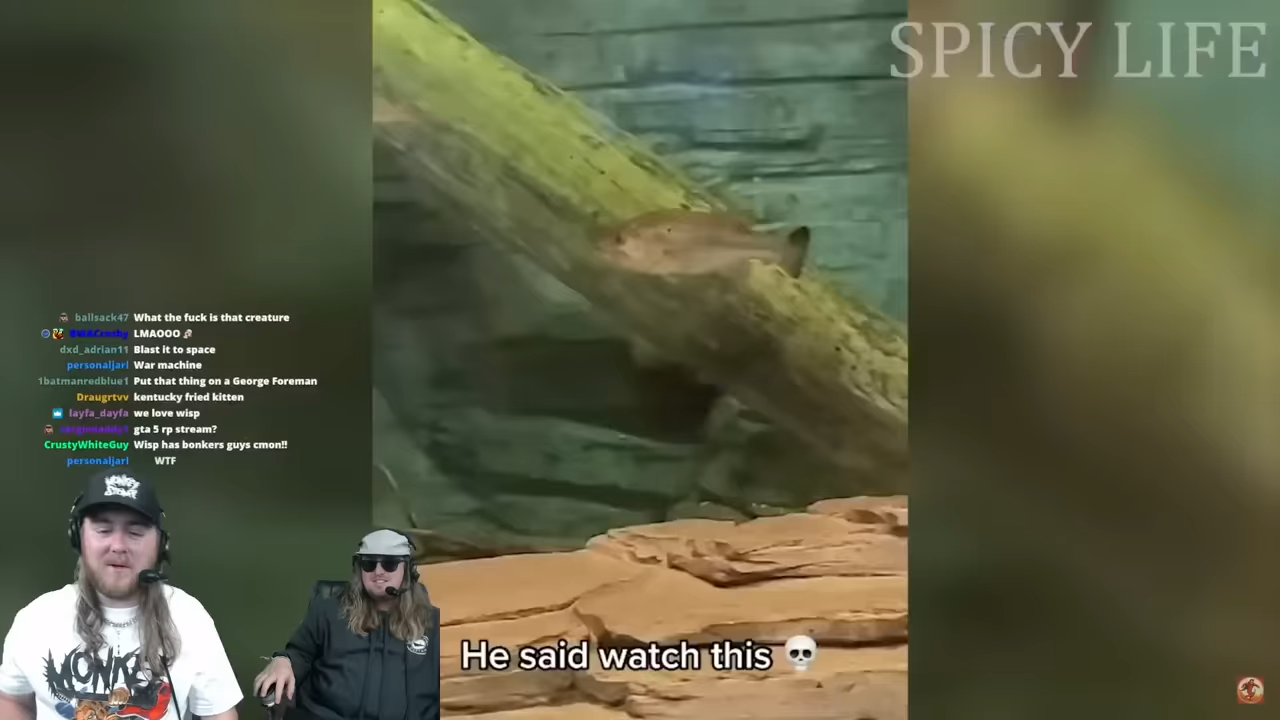 SPICY LIFE
ballsack47 What the fuck is that creature
LMAOOO
dxd_adrian11 Blast it to space
personaljari War machine
1batmanredblue1 Put that thing on a George Foreman
Draugrtvv kentucky fried kitten
layfa_dayfa we love wisp
gta 5 rp stream?
CrustyWhiteGuy Wisp has bonkers guys cmon!!
personaljari WTF
He said watch this 💀